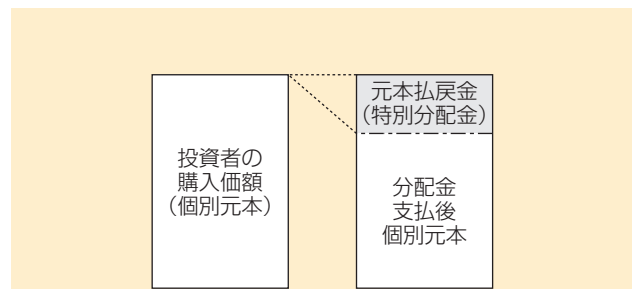 投資者の
購入価額
（個別元本）
元本払戻金
（特別分配金）
分配金
支払後
個別元本